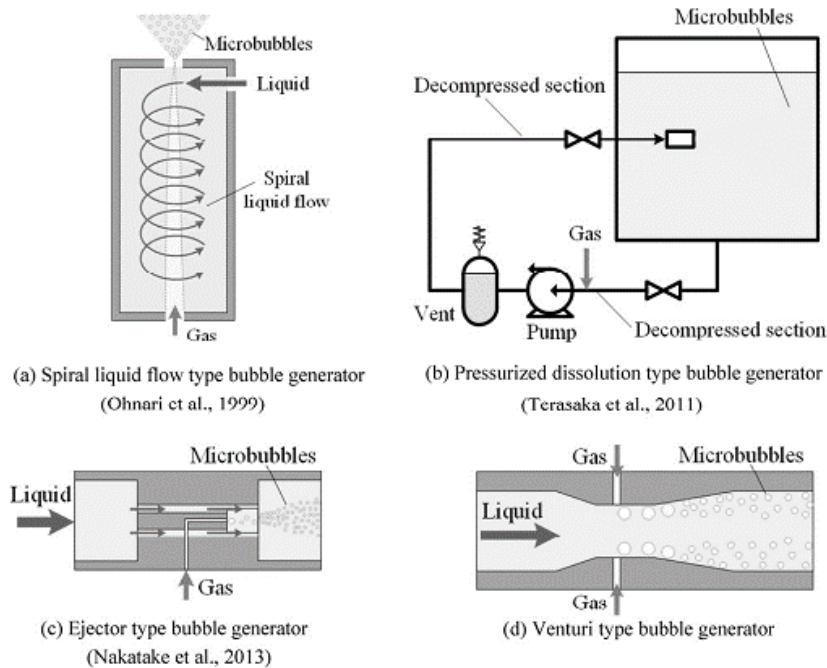 Microbubbles
Liquid
Spiral
liquid flow
Gas
(a) Spiral liquid flow type bubble generator
(Ohnari et al., 1999)
Microbubbles
Decompressed section
Gas
Vent
Pump
Decompressed section
(b) Pressurized dissolution type bubble generator
(Terasaka et al., 2011)
Microbubbles
Liquid
Gas
(c) Ejector type bubble generator
(Nakatake et al., 2013)
Gas
Microbubbles
Liquid
Gas
(d) Venturi type bubble generator